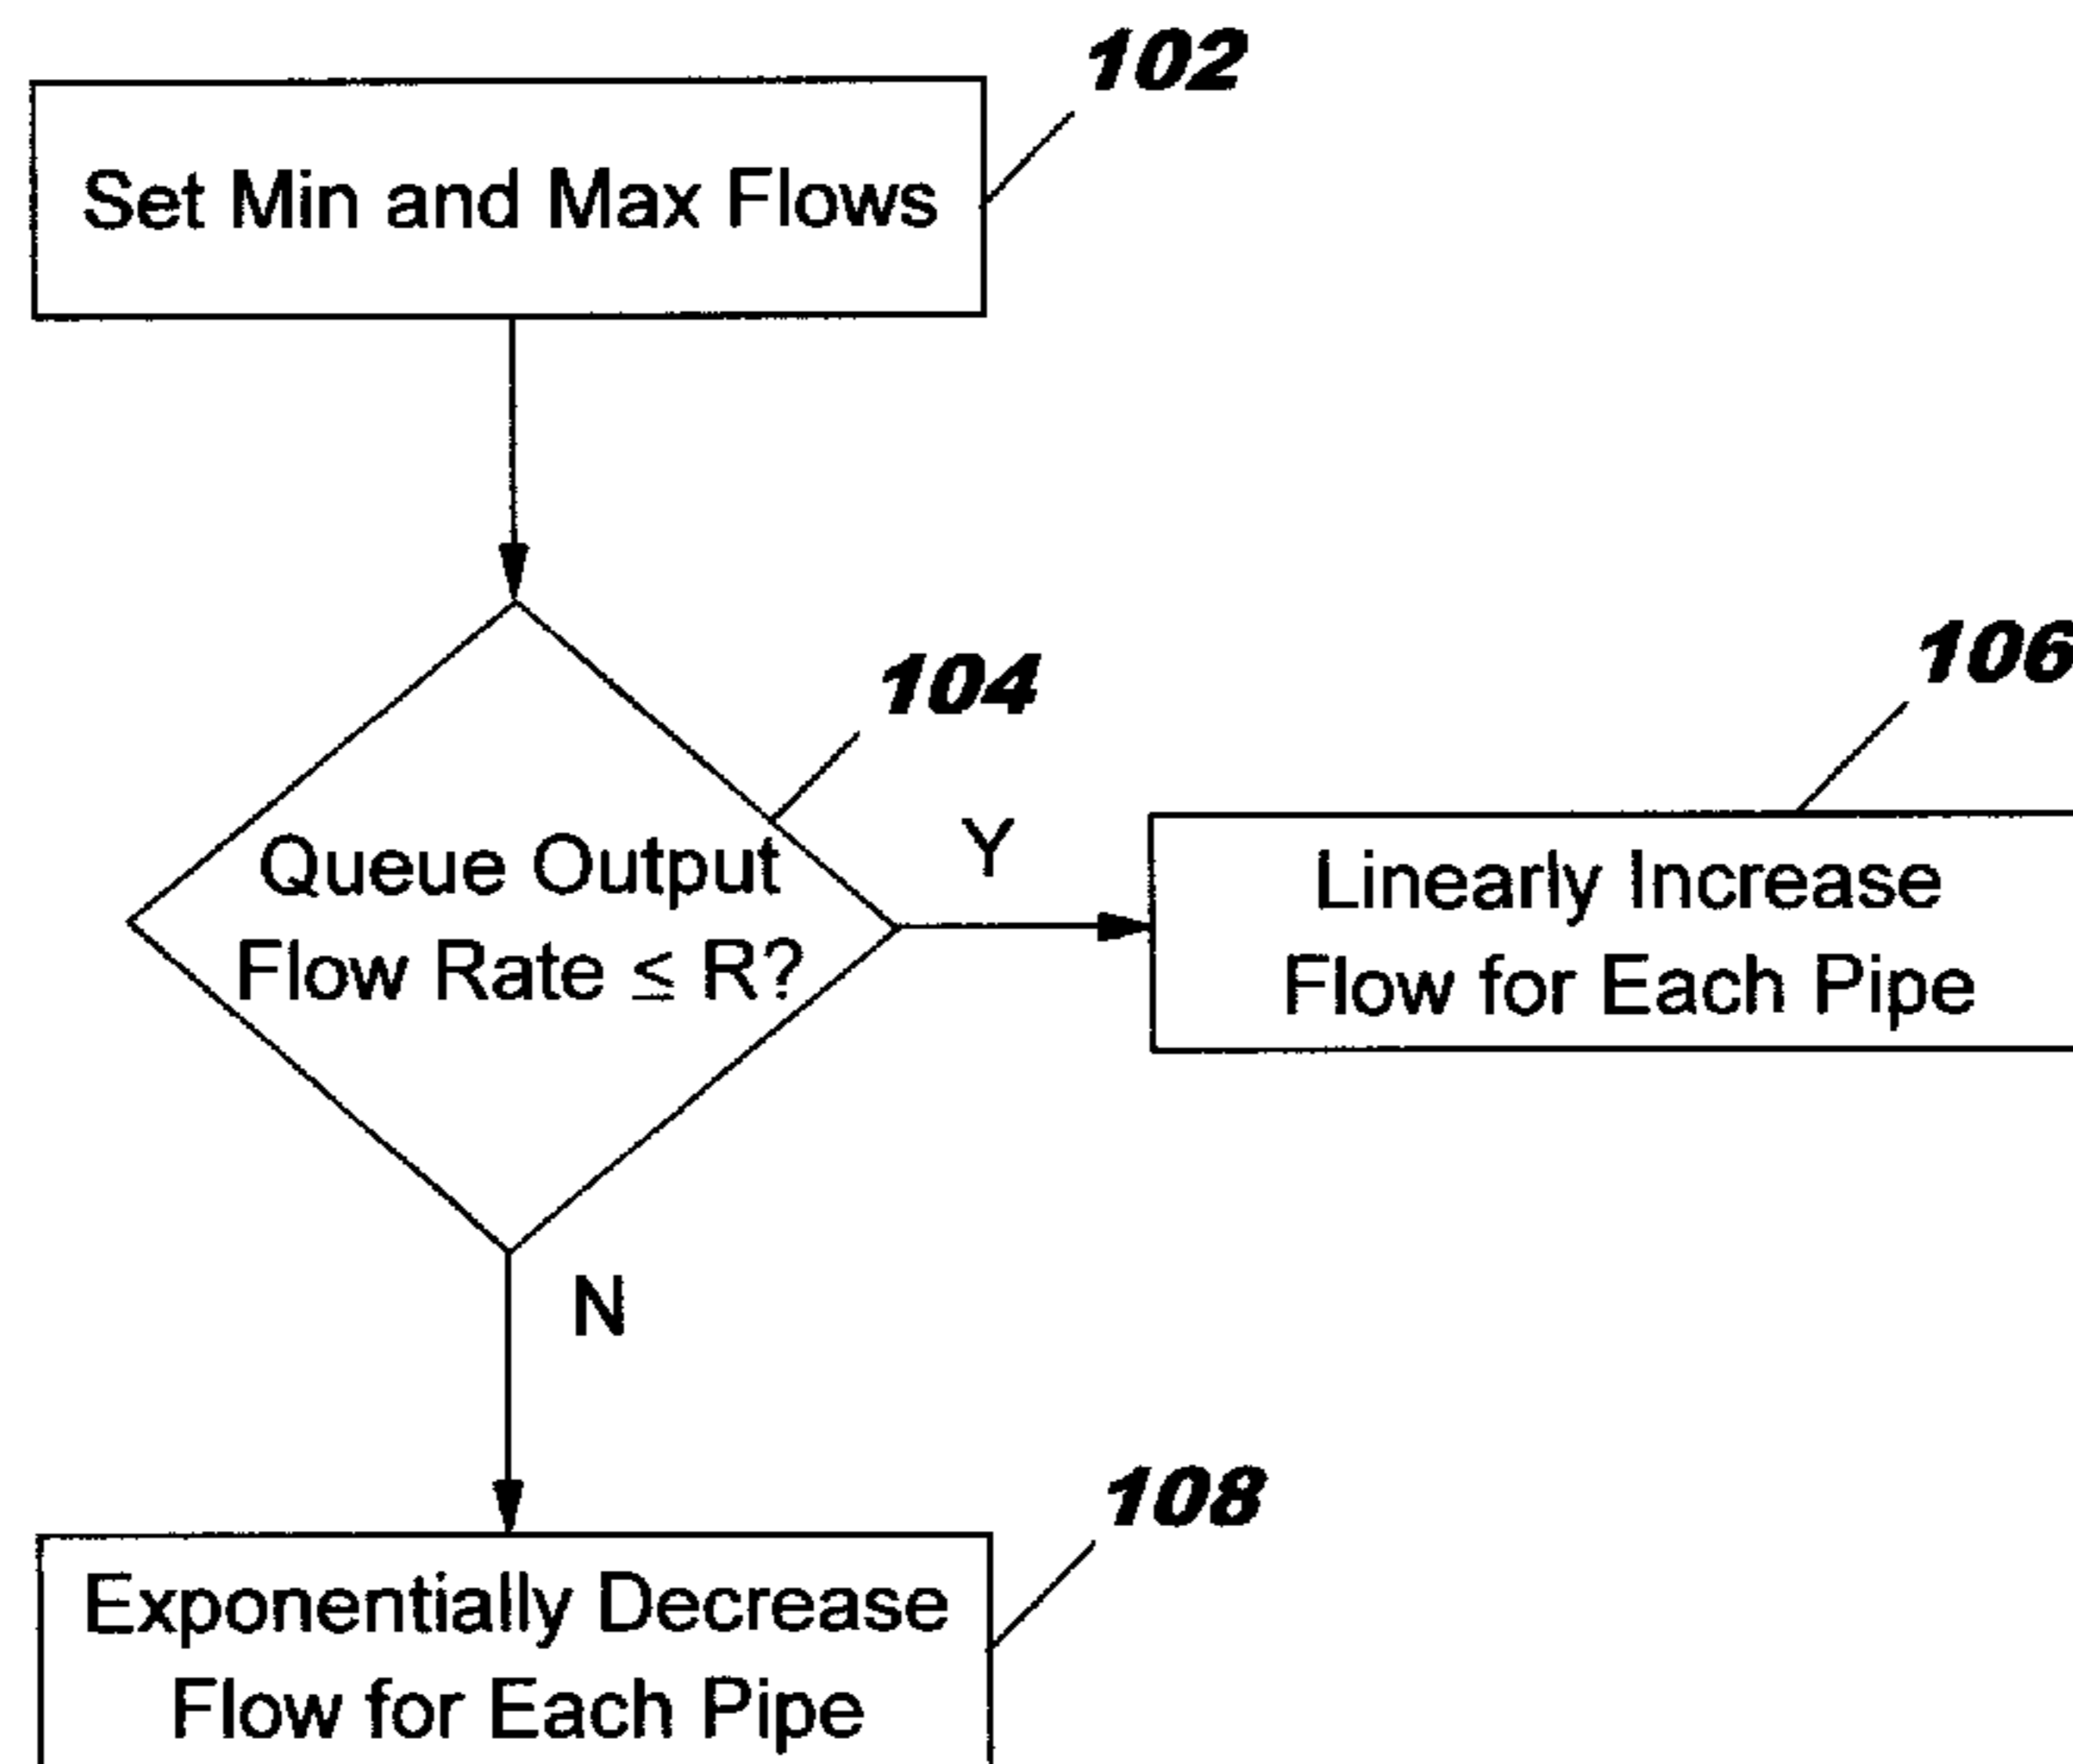 102
Set Min and Max Flows
104
106
Queue Output
Flow Rate ≤ R?
Y
Linearly Increase
Flow for Each Pipe
N
108
Exponentially Decrease
Flow for Each Pipe